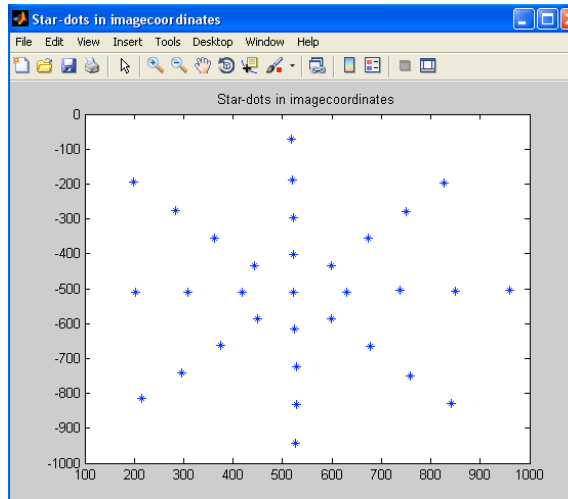 Star-dots in imagecoordinates
File Edit View Insert Tools Desktop Window Help
Star-dots in imagecoordinates
0
-100
-200
-300
-400
-500
-600
-700
-800
-900
-1000
100 200 300 400 500 600 700 800 900 1000